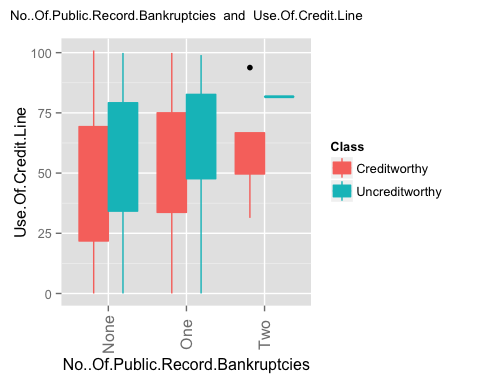 No..Of.Public.Record.Bankruptcies  and  Use.Of.Credit.Line
100
75
50
25
0
Use.Of.Credit.Line
None
One
Two
No..Of.Public.Record.Bankruptcies
Class
Creditworthy
Uncreditworthy